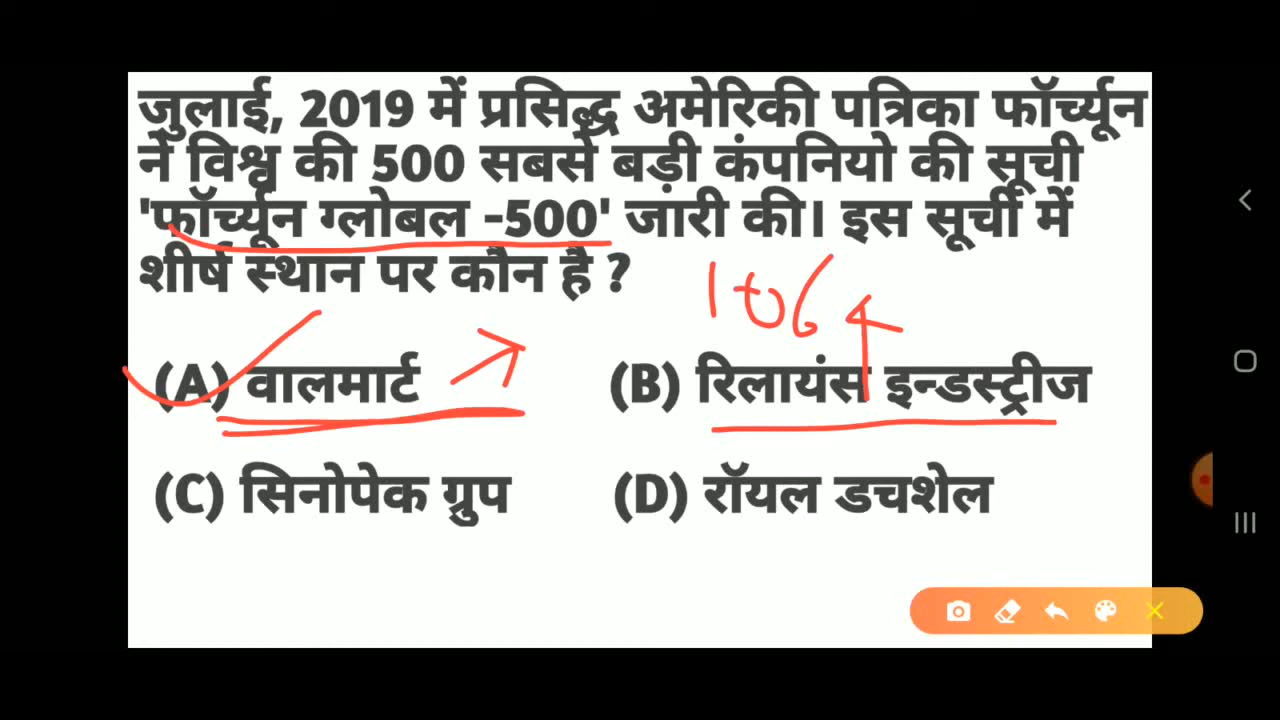 जुलाई, 2019 में प्रसिद्ध अमेरिकी पत्रिका फॉर्च्यून
ने विश्व की 500 सबसे बड़ी कंपनियो की सूची
'फॉर्च्यून ग्लोबल -500' जारी की। इस सूची में
शीर्ष स्थान पर कौन है ?
106
(A) वालमार्ट (B) रिलायंस इन्डस्ट्रीज
(C) सिनोपेक ग्रुप (D) रॉयल डचशेल